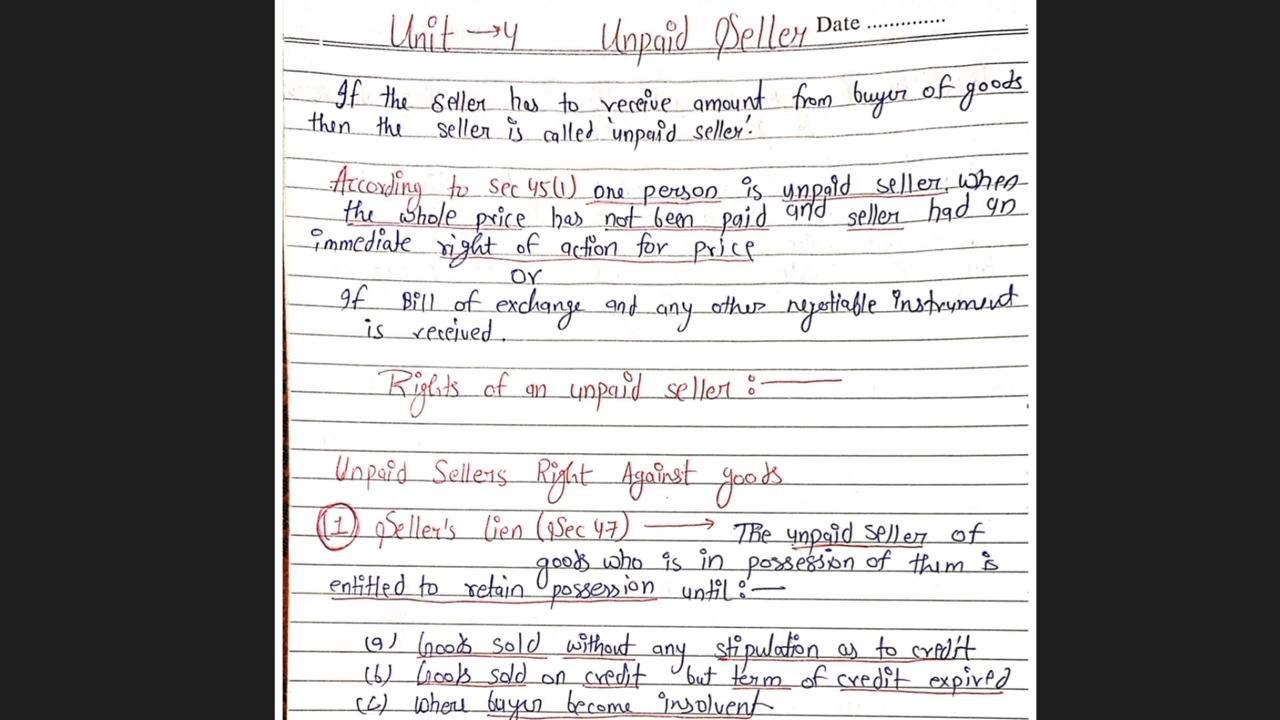 Unit → 4 Unpaid Seller Date ..............
If the seller has to receive amount from buyer of goods
then the seller is called 'unpaid seller'.
According to sec 45(1) one person is unpaid seller, when
the whole price has not been paid and seller had an
immediate right of action for price
or
If Bill of exchange and any other negotiable instrument
is received.
Rights of an unpaid seller :—
Unpaid Sellers Right Against goods
(1) Seller's lien (Sec 47) → The unpaid seller of
goods who is in possession of them is
entitled to retain possession until :—
(a) Goods sold without any stipulation as to credit
(b) Goods sold on credit but term of credit expired
(c) where buyer become insolvent